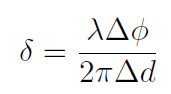 δ = λΔϕ / 2πΔd